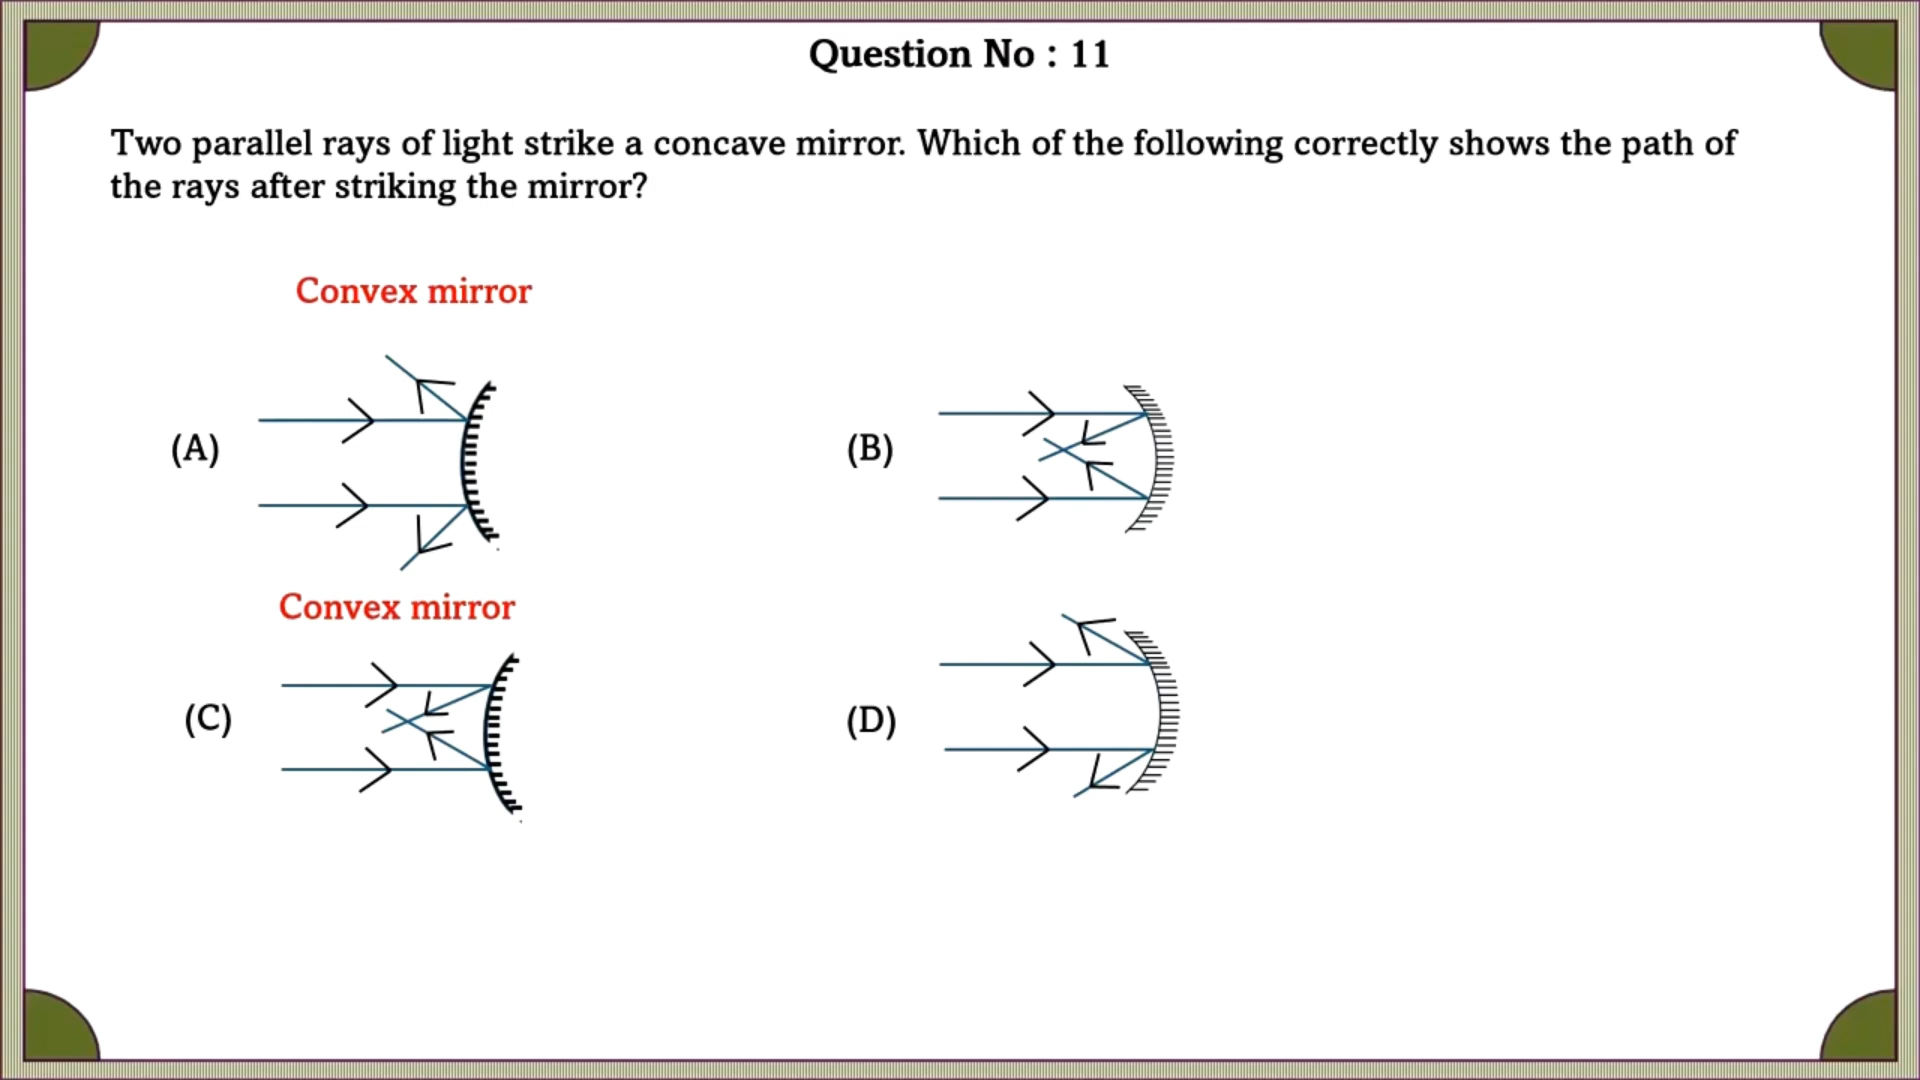 Question No : 11
Two parallel rays of light strike a concave mirror. Which of the following correctly shows the path of
the rays after striking the mirror?
Convex mirror
(A)
(B)
Convex mirror
(C)
(D)